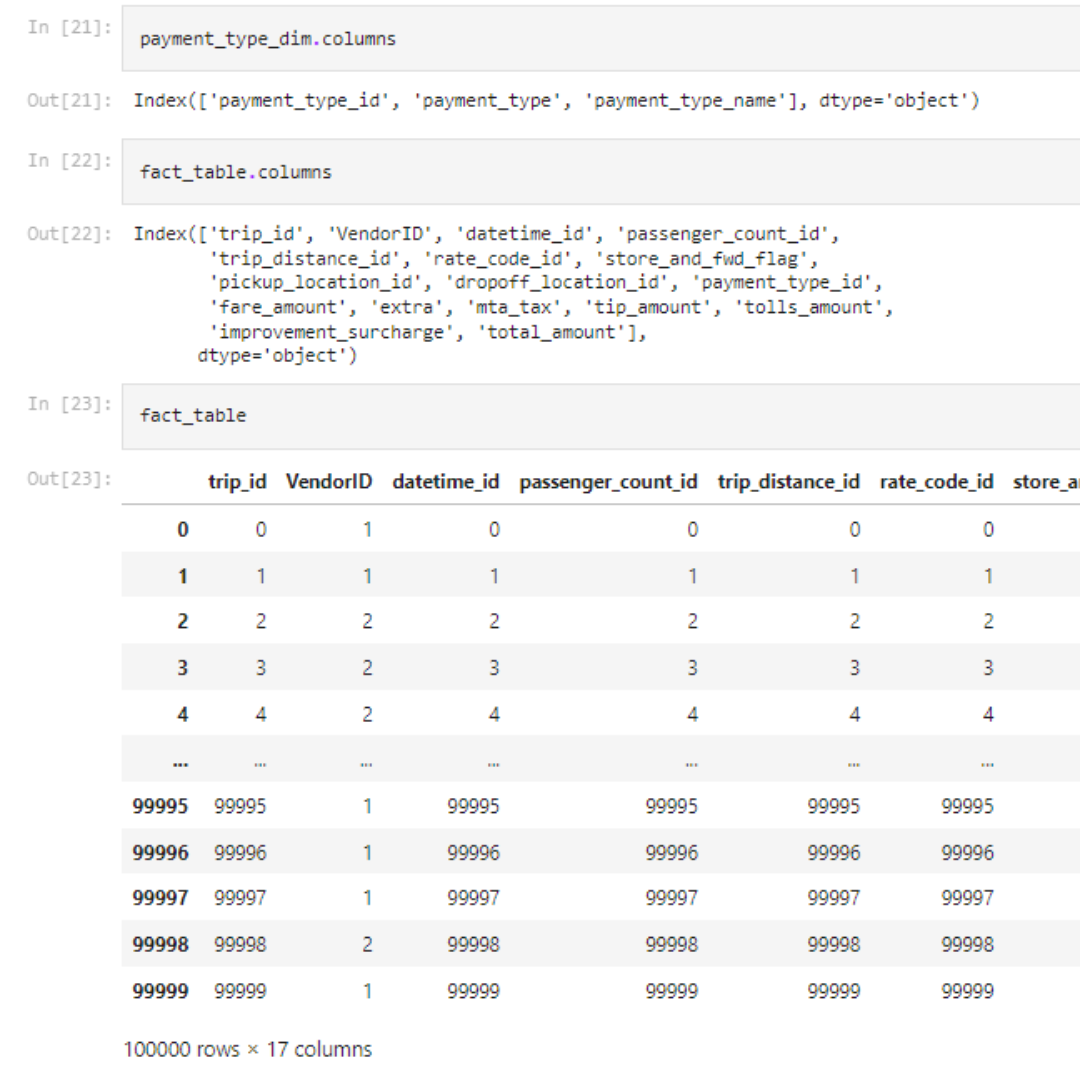 In [21]:
payment_type_dim.columns
Out[21]: Index(['payment_type_id', 'payment_type', 'payment_type_name'], dtype='object')
In [22]:
fact_table.columns
Out[22]: Index(['trip_id', 'VendorID', 'datetime_id', 'passenger_count_id',
'trip_distance_id', 'rate_code_id', 'store_and_fwd_flag',
'pickup_location_id', 'dropoff_location_id', 'payment_type_id',
'fare_amount', 'extra', 'mta_tax', 'tip_amount', 'tolls_amount',
'improvement_surcharge', 'total_amount'],
dtype='object')
In [23]:
fact_table
Out[23]:
trip_id VendorID datetime_id passenger_count_id trip_distance_id rate_code_id store_a
0 0 1 0 0 0 0
1 1 1 1 1 1 1
2 2 2 2 2 2 2
3 3 2 3 3 3 3
4 4 2 4 4 4 4
... ... ... ... ... ... ...
99995 99995 1 99995 99995 99995 99995
99996 99996 1 99996 99996 99996 99996
99997 99997 1 99997 99997 99997 99997
99998 99998 2 99998 99998 99998 99998
99999 99999 1 99999 99999 99999 99999
100000 rows × 17 columns